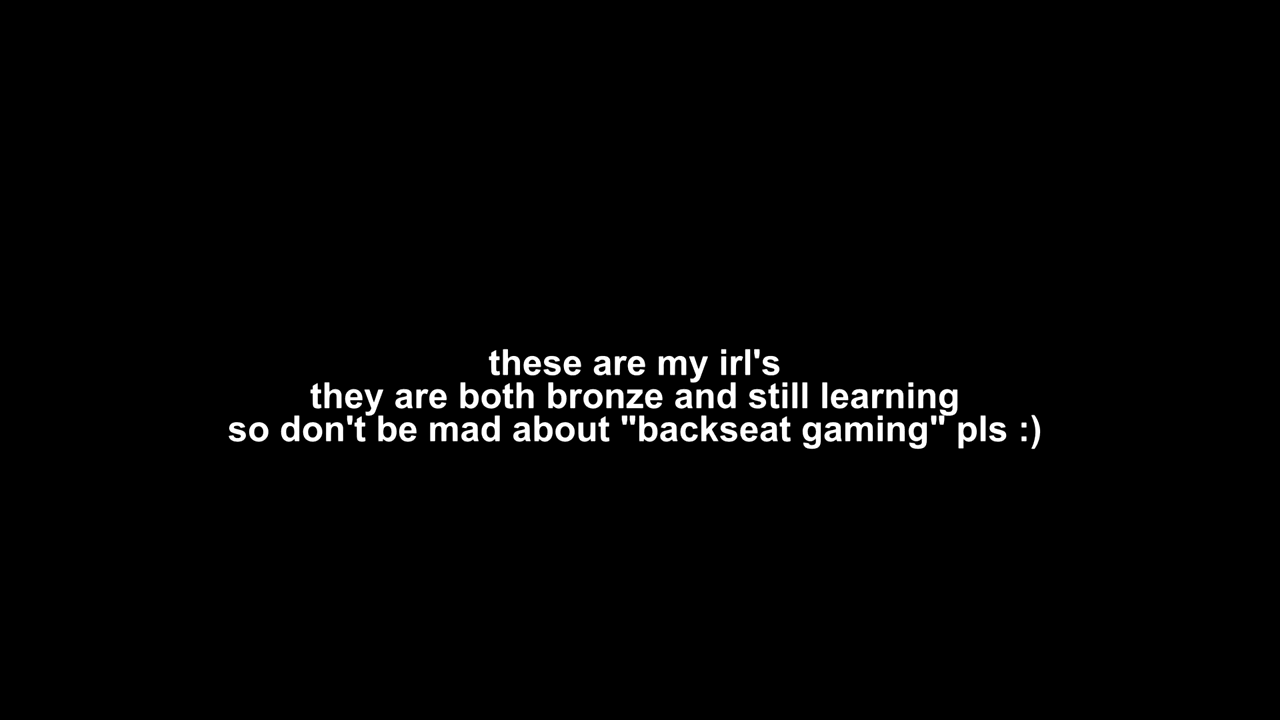 these are my irl's
they are both bronze and still learning
so don't be mad about "backseat gaming" pls :)